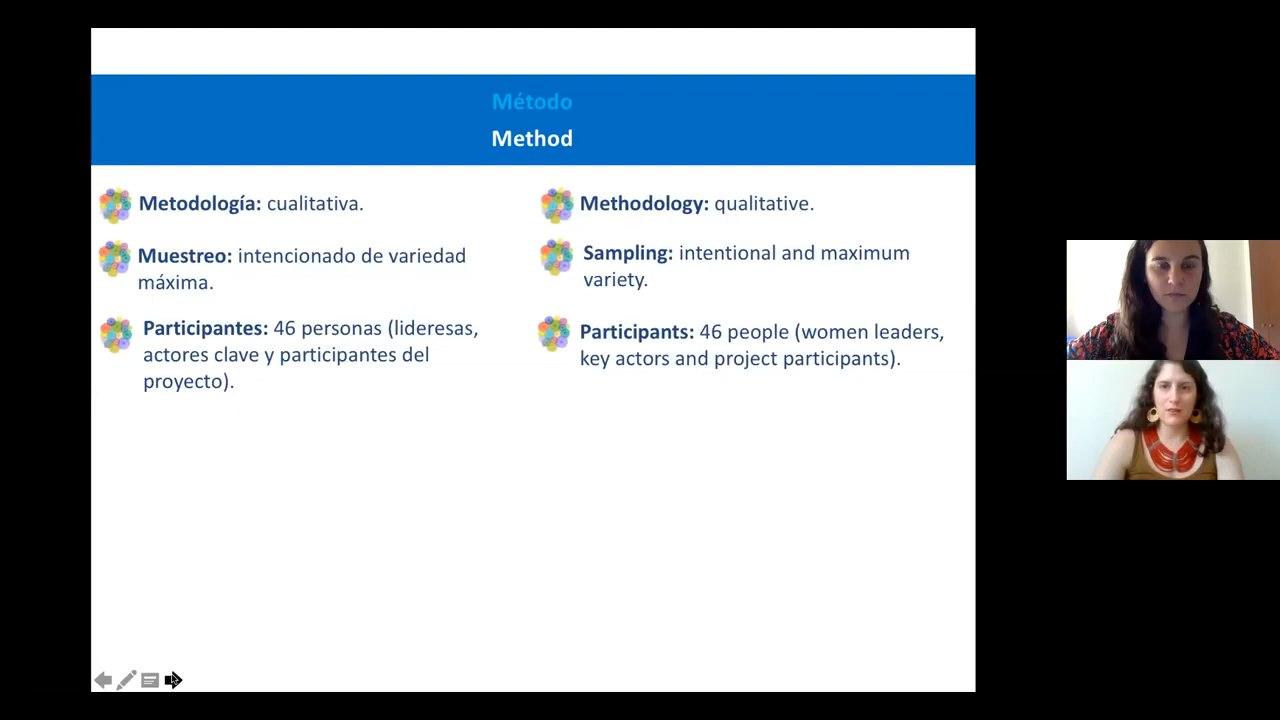 Método
Method
Metodología: cualitativa.
Muestreo: intencionado de variedad
máxima.
Participantes: 46 personas (lideresas,
actores clave y participantes del
proyecto).
Methodology: qualitative.
Sampling: intentional and maximum
variety.
Participants: 46 people (women leaders,
key actors and project participants).